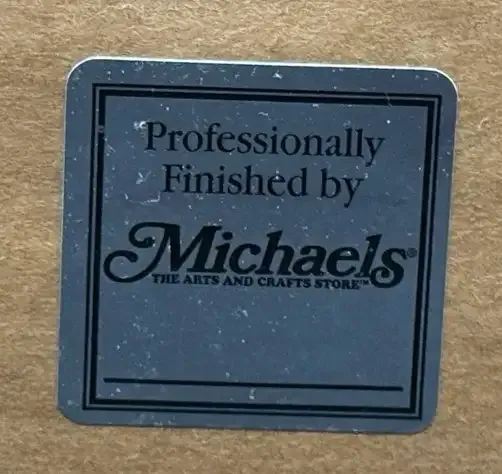 Professionally
Finished by
Michaels®
THE ARTS AND CRAFTS STORE™